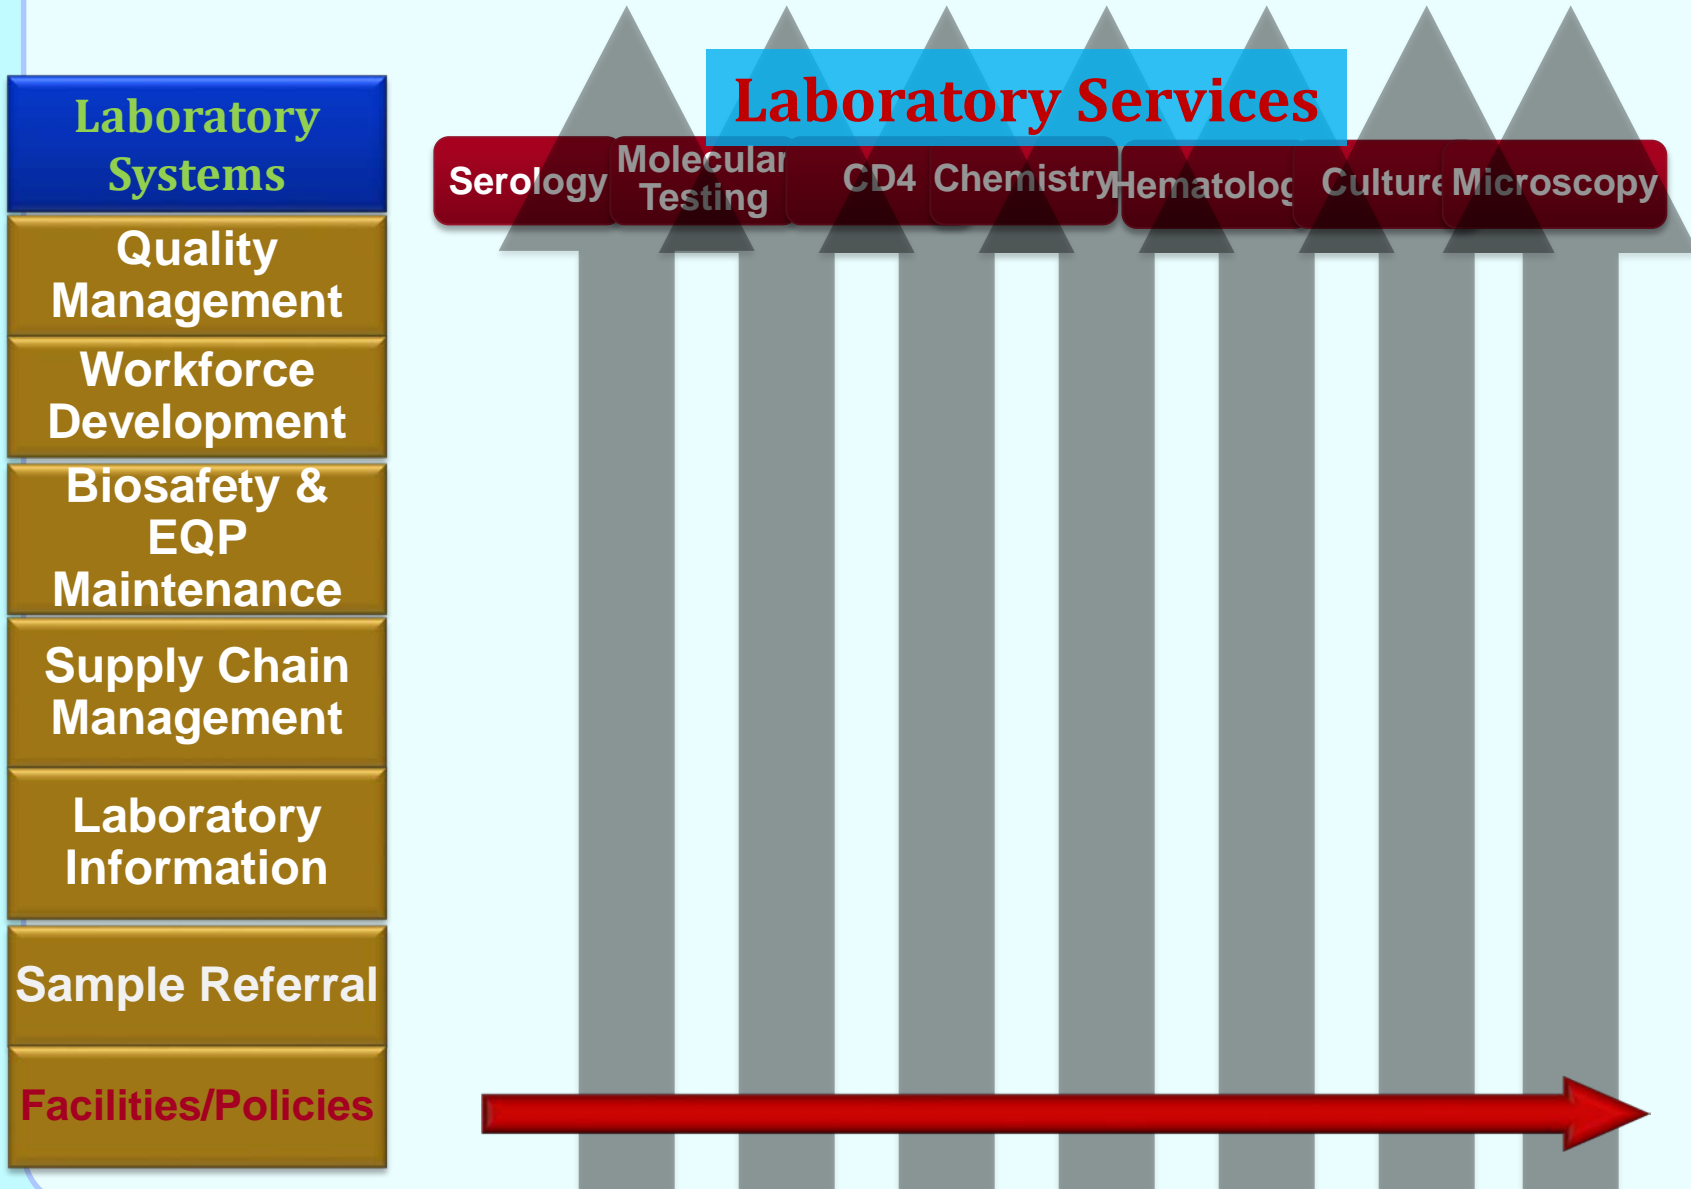 Laboratory Services
Laboratory
Systems
Serology
Molecular
Testing
CD4
Chemistry
Hematolog
Culture
Microscopy
Quality
Management
Workforce
Development
Biosafety &
EQP
Maintenance
Supply Chain
Management
Laboratory
Information
Sample Referral
Facilities/Policies